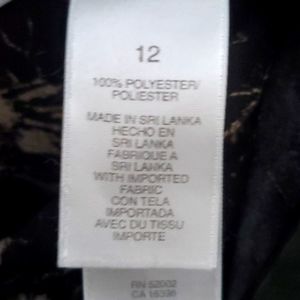 12
100% POLYESTER/
POLIESTER
MADE IN SRI LANKA
HECHO EN
SRI LANKA
FABRIQUE A
SRI LANKA
WITH IMPORTED
FABRIC
CON TELA
IMPORTADA
AVEC DU TISSU
IMPORTE
RN 52002
CA 16396